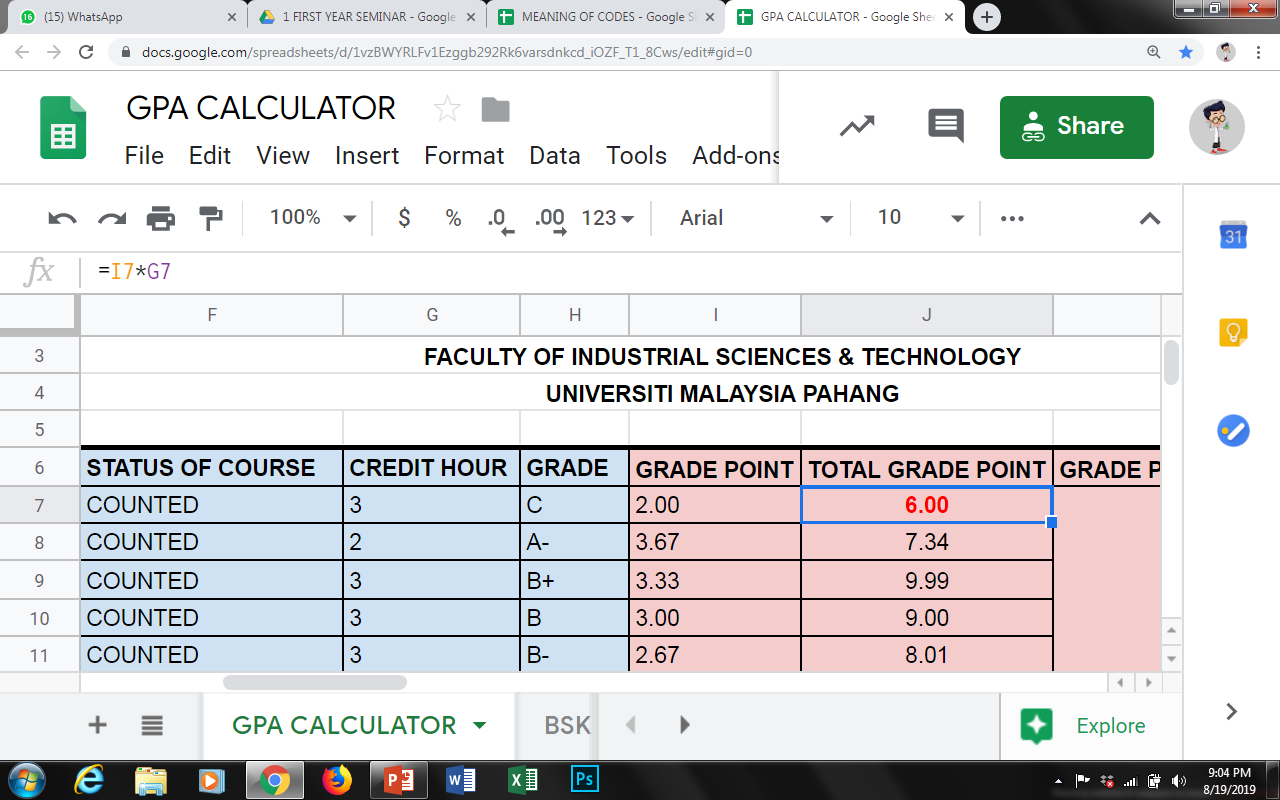 (15) WhatsApp
1 FIRST YEAR SEMINAR - Google
MEANING OF CODES - Google S
GPA CALCULATOR - Google Shee
docs.google.com/spreadsheets/d/1vzBWYRLFv1Ezggb292Rk6varsdnkcd_iOZF_T1_8Cws/edit#gid=0
GPA CALCULATOR
File Edit View Insert Format Data Tools Add-ons
Share
100% $ % .0 .00 123 Arial 10
31
fx =I7*G7
F G H I J
3 FACULTY OF INDUSTRIAL SCIENCES & TECHNOLOGY
4 UNIVERSITI MALAYSIA PAHANG
5
6 STATUS OF COURSE CREDIT HOUR GRADE GRADE POINT TOTAL GRADE POINT GRADE P
7 COUNTED 3 C 2.00 6.00
8 COUNTED 2 A- 3.67 7.34
9 COUNTED 3 B+ 3.33 9.99
10 COUNTED 3 B 3.00 9.00
11 COUNTED 3 B- 2.67 8.01
GPA CALCULATOR BSK Explore
Ps
9:04 PM
8/19/2019